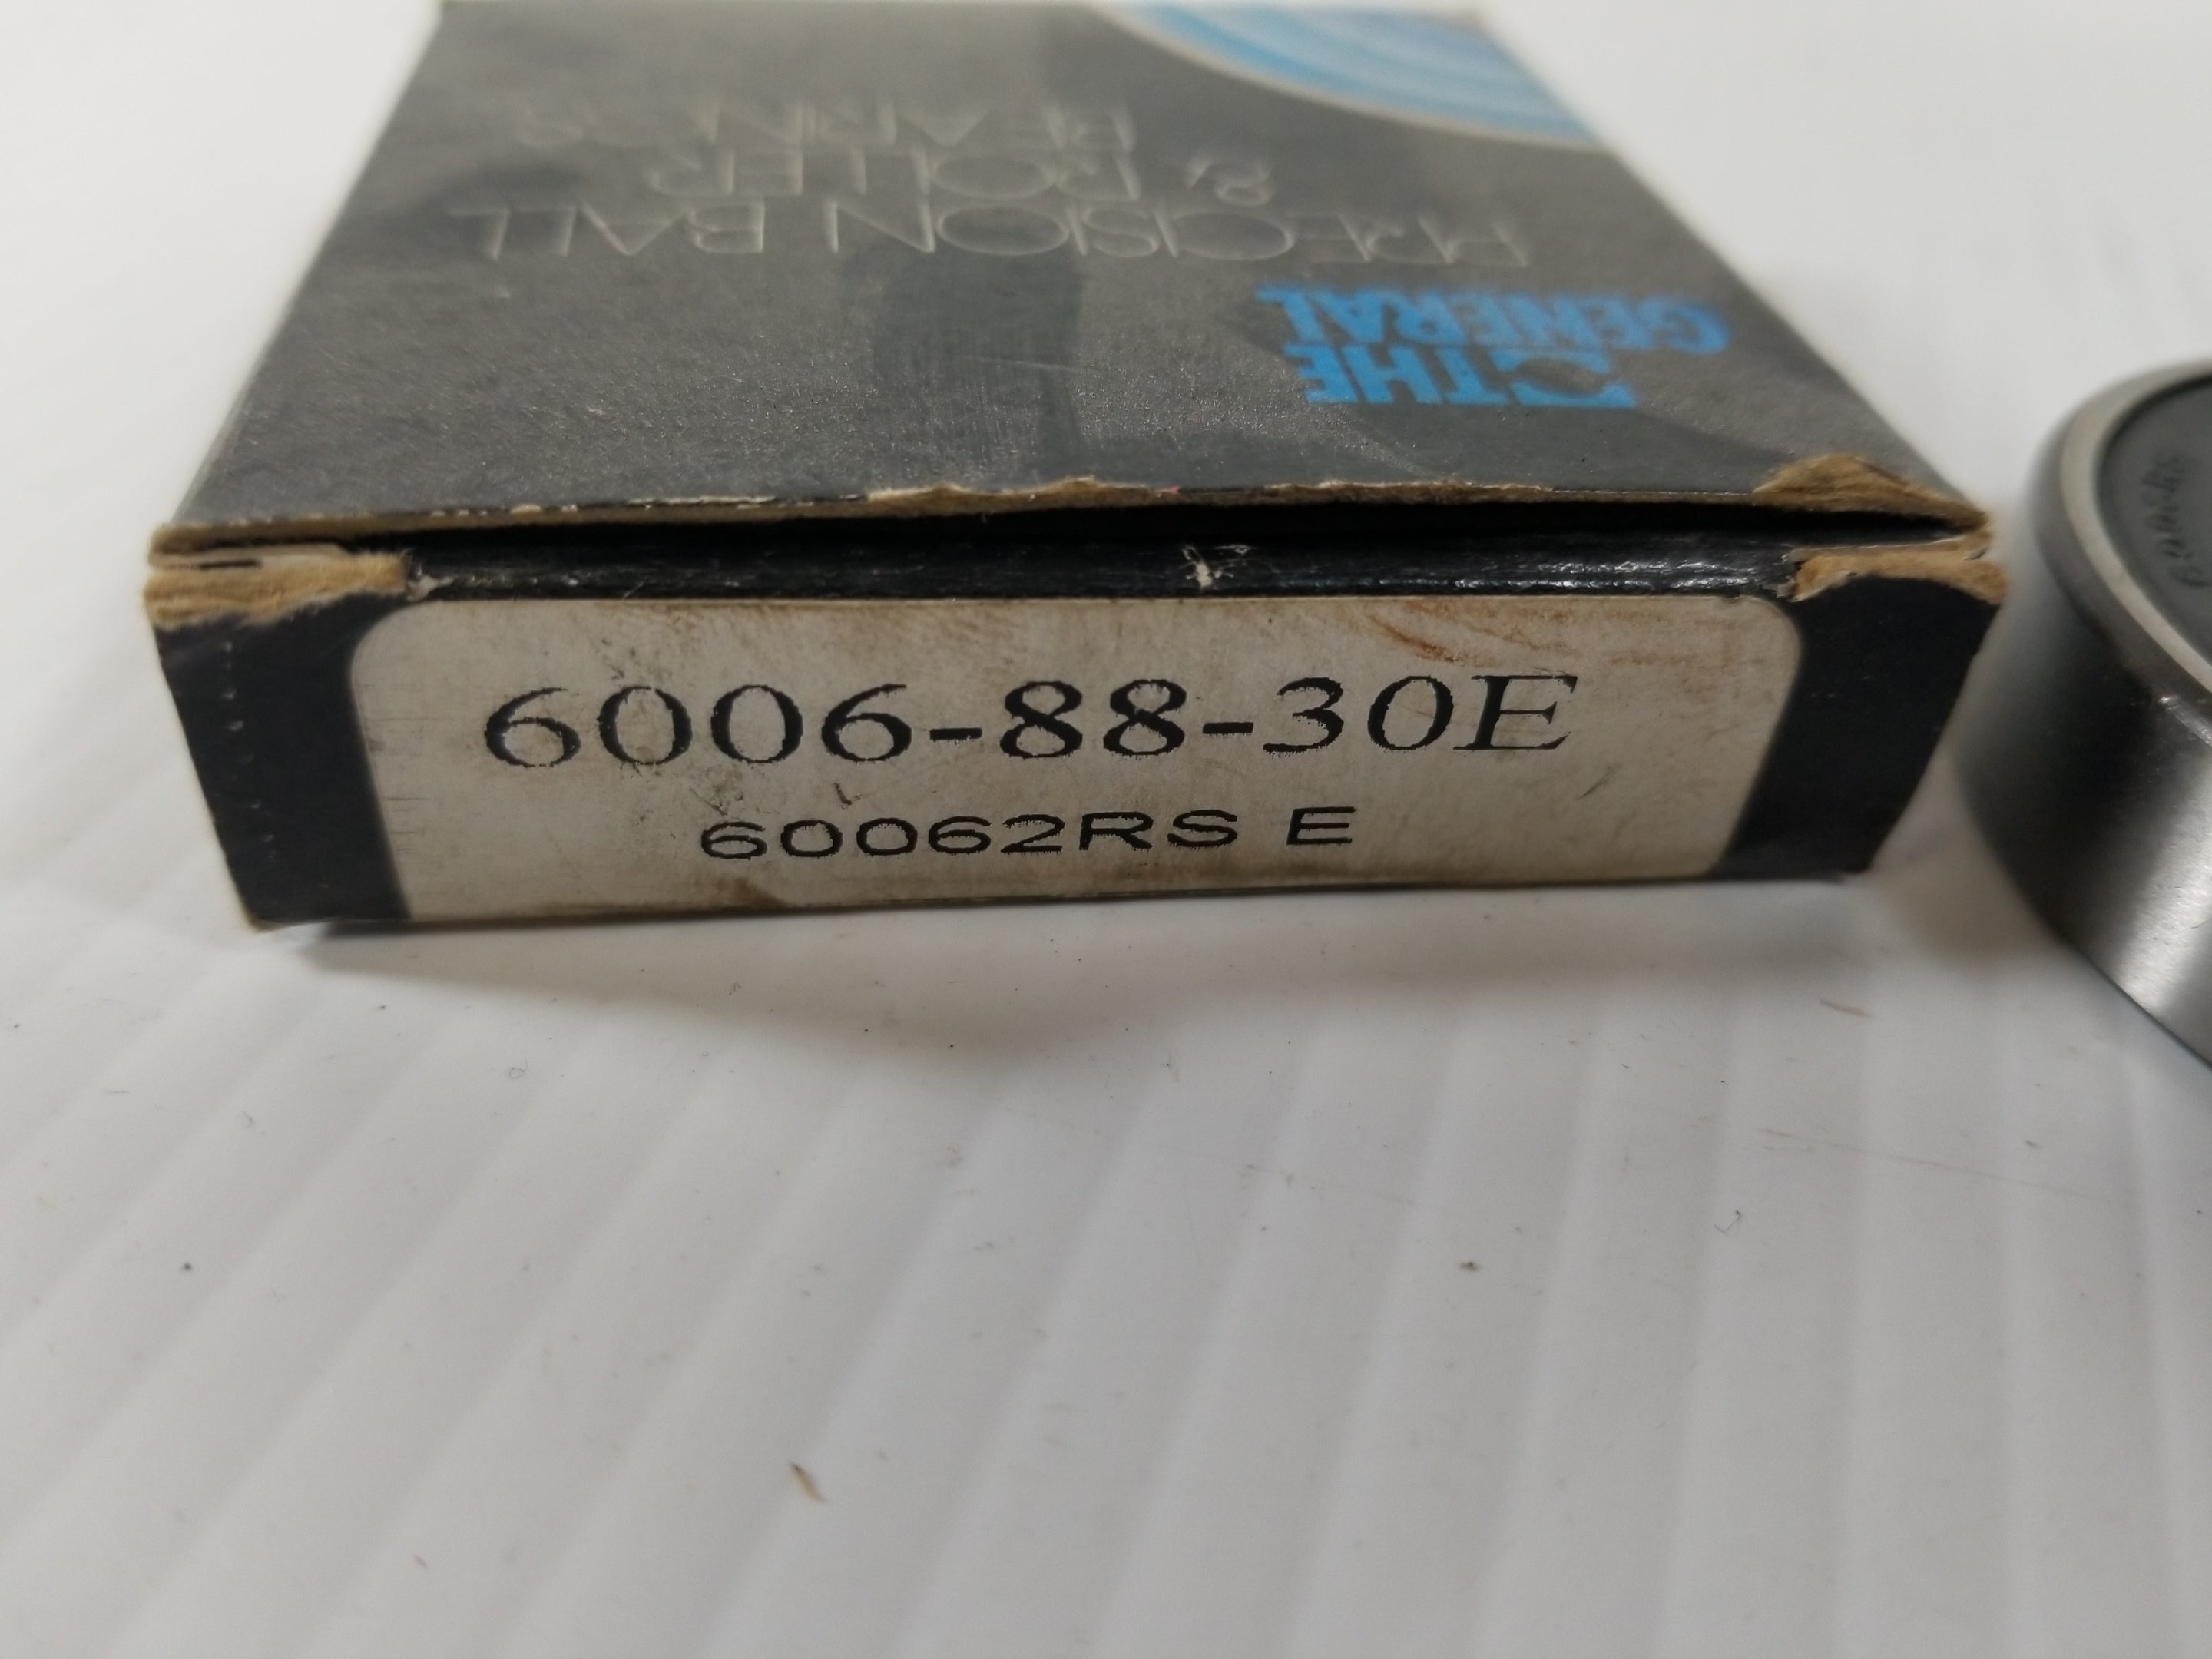 THE
GENERAL
PRECISION BALL
& ROLLER
BEARINGS
6006-88-30E
60062RS E